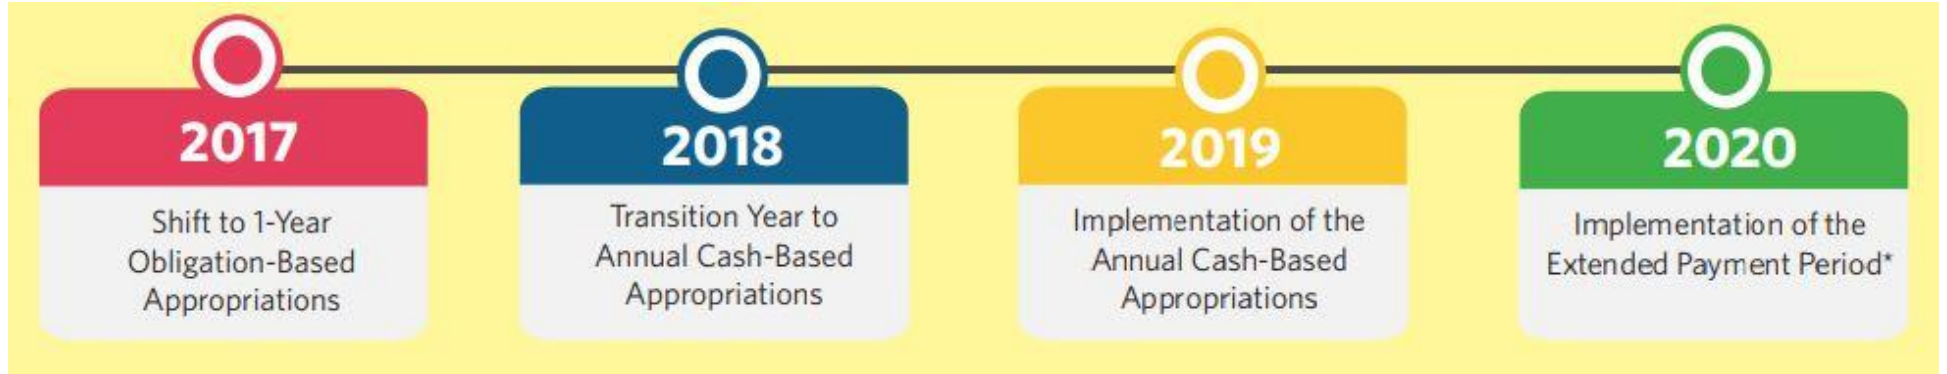 2017
Shift to 1-Year
Obligation-Based
Appropriations
2018
Transition Year to
Annual Cash-Based
Appropriations
2019
Implementation of the
Annual Cash-Based
Appropriations
2020
Implementation of the
Extended Payment Period*